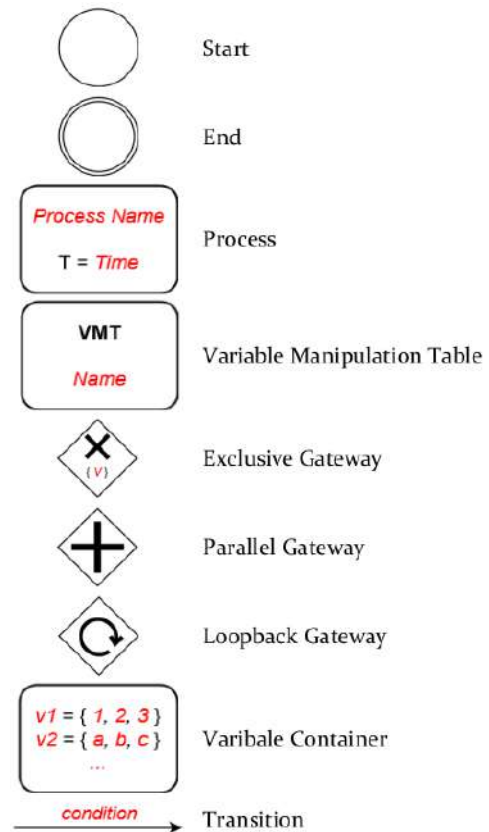 Start
End
Process Name
T = Time
Process
VMT
Name
Variable Manipulation Table
{V}
Exclusive Gateway
Parallel Gateway
Loopback Gateway
v1 = { 1, 2, 3 }
v2 = { a, b, c }
...
Varibale Container
condition
Transition